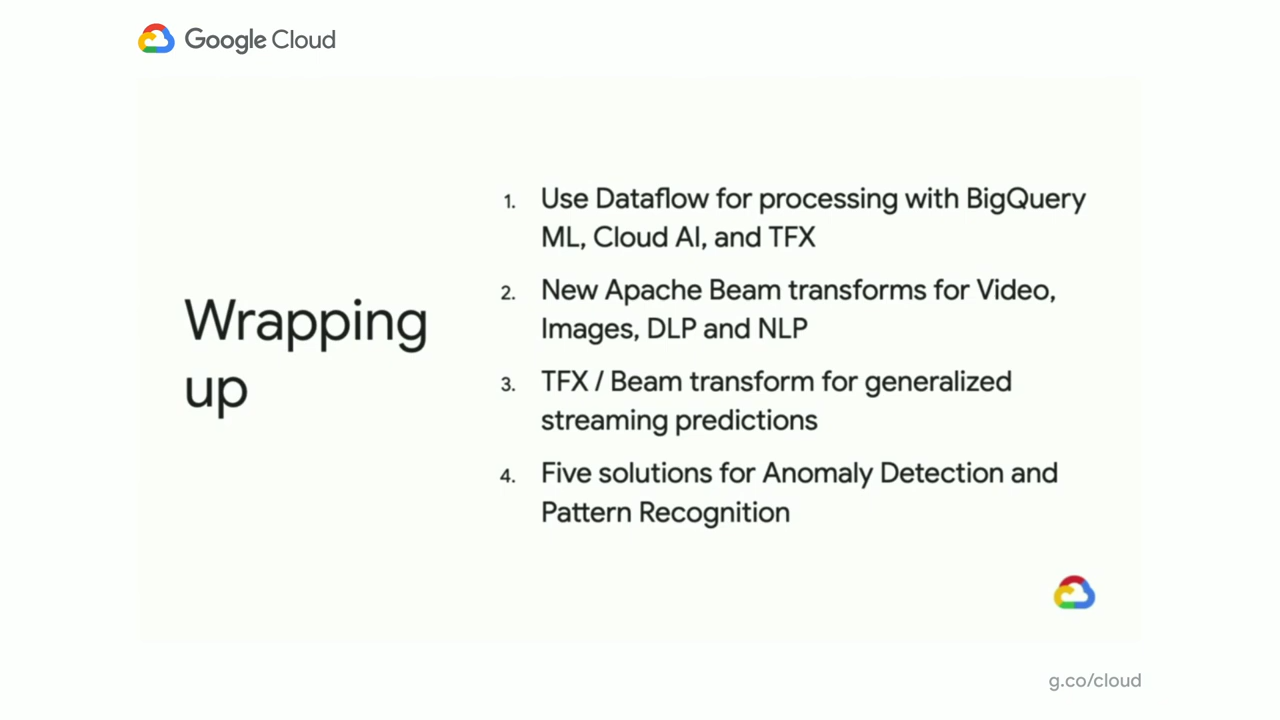 Google Cloud
Wrapping
up
1. Use Dataflow for processing with BigQuery
ML, Cloud AI, and TFX
2. New Apache Beam transforms for Video,
Images, DLP and NLP
3. TFX / Beam transform for generalized
streaming predictions
4. Five solutions for Anomaly Detection and
Pattern Recognition
g.co/cloud